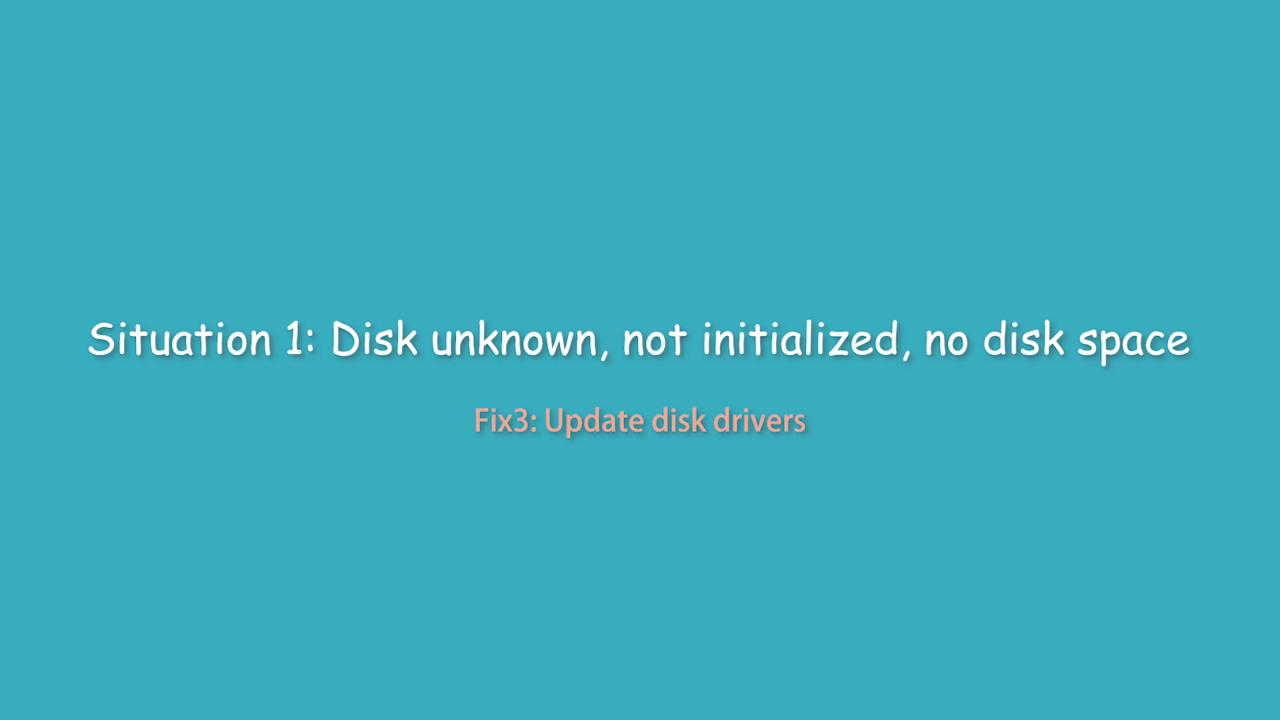 Situation 1: Disk unknown, not initialized, no disk space
Fix3: Update disk drivers